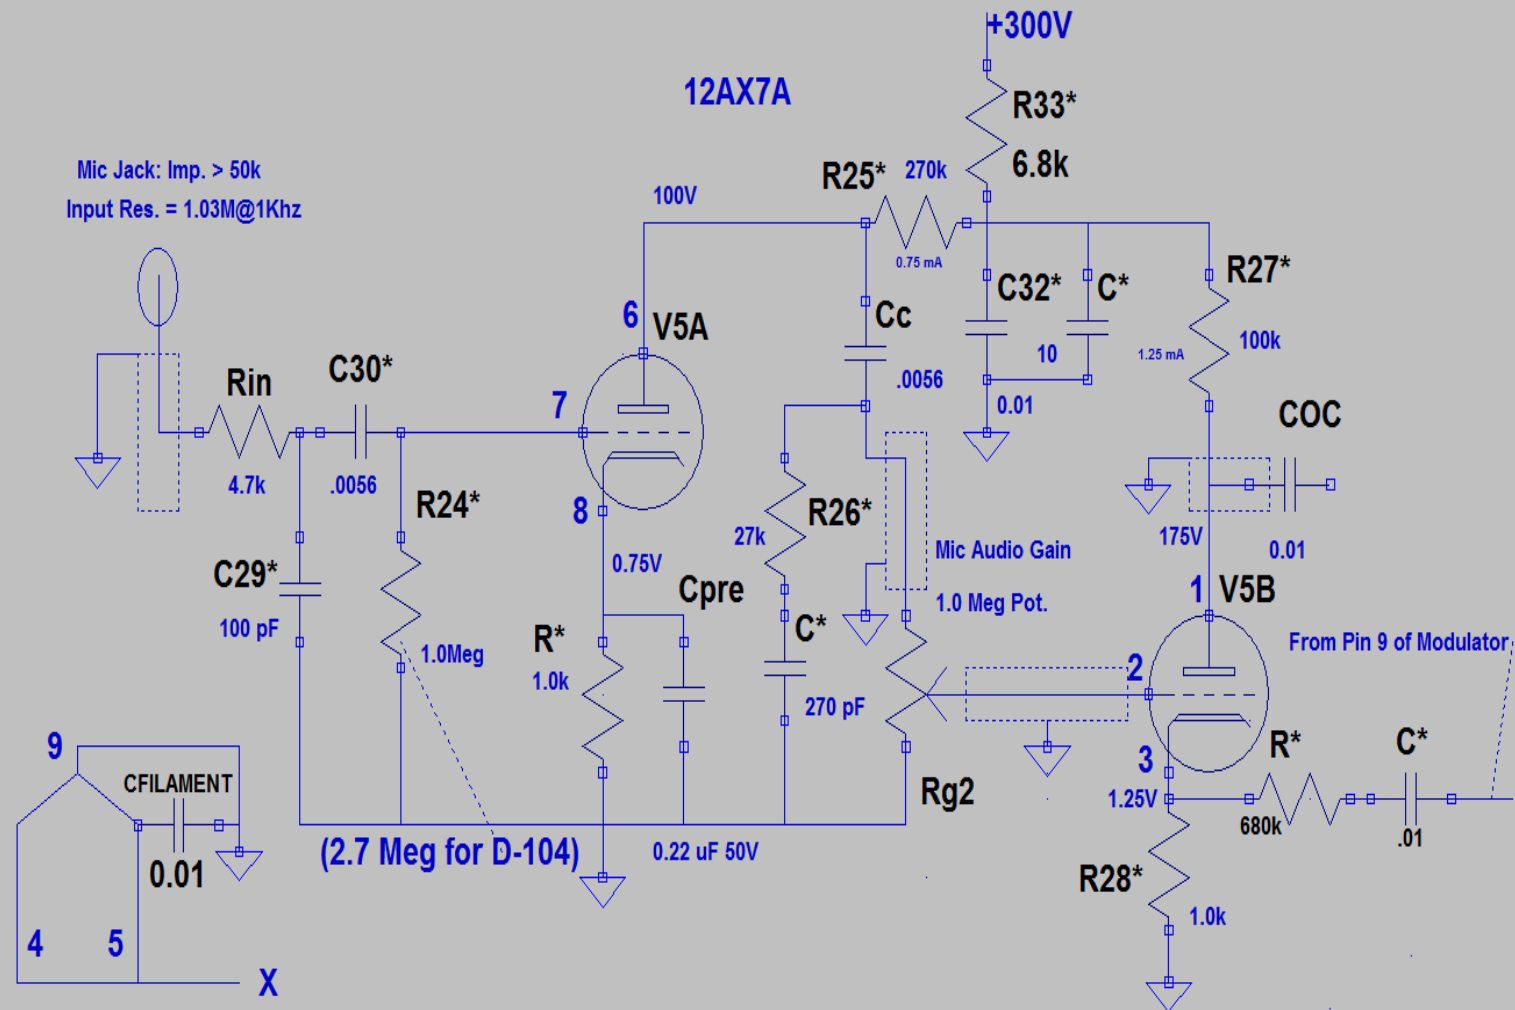 +300V
12AX7A
R33*
6.8k
Mic Jack: Imp. > 50k
Input Res. = 1.03M@1Khz
R25*
270k
100V
0.75 mA
R27*
C32*
C*
6
V5A
Cc
10
1.25 mA
100k
Rin
C30*
.0056
0.01
7
COC
4.7k
.0056
R24*
8
R26*
27k
175V
0.01
Mic Audio Gain
1.0 Meg Pot.
C29*
100 pF
0.75V
Cpre
1
V5B
R*
1.0k
C*
1.0Meg
From Pin 9 of Modulator
2
270 pF
9
CFILAMENT
0.01
3
R*
C*
Rg2
1.25V
680k
.01
(2.7 Meg for D-104)
0.22 uF 50V
R28*
1.0k
4
5
X